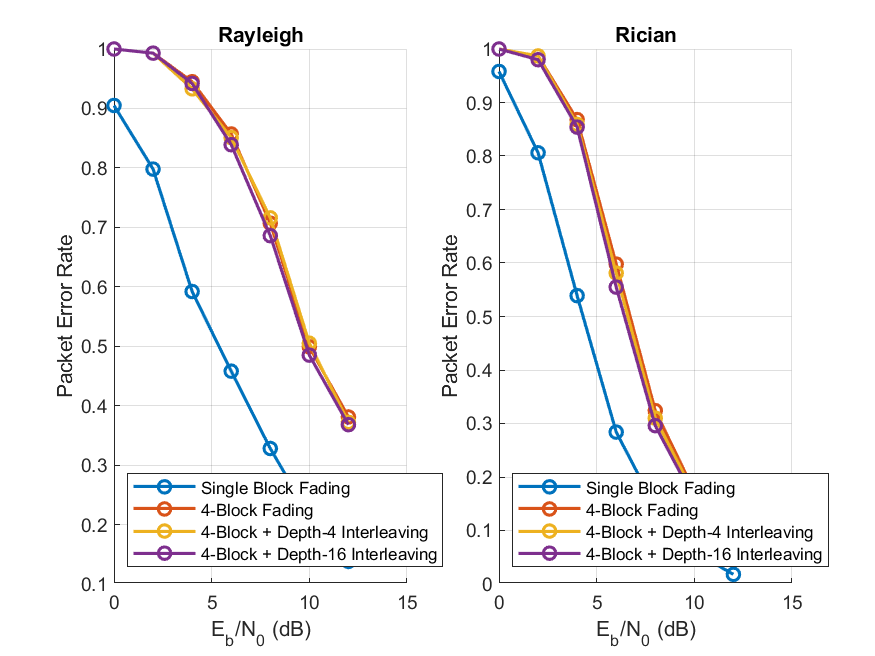 Rayleigh
Packet Error Rate
1
0.9
0.8
0.7
0.6
0.5
0.4
0.3
0.2
0.1
0
5
10
15
E_b/N_0 (dB)
Single Block Fading
4-Block Fading
4-Block + Depth-4 Interleaving
4-Block + Depth-16 Interleaving
Rician
Packet Error Rate
1
0.9
0.8
0.7
0.6
0.5
0.4
0.3
0.2
0.1
0
0
5
10
15
E_b/N_0 (dB)
Single Block Fading
4-Block Fading
4-Block + Depth-4 Interleaving
4-Block + Depth-16 Interleaving